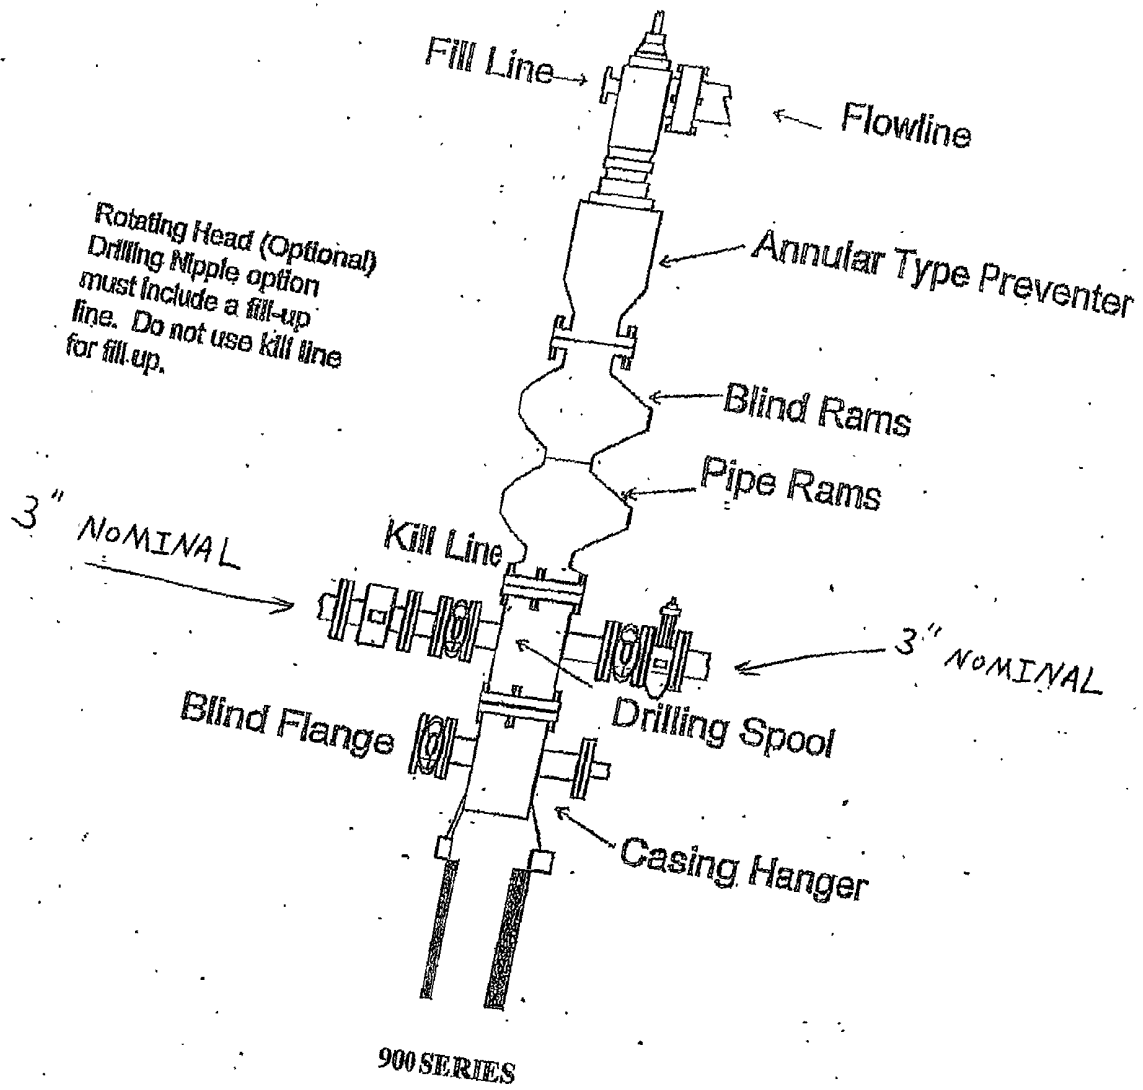 Fill Line
Flowline
Rotating Head (Optional)
Drilling Nipple option
must include a fill-up
line. Do not use kill line
for fill-up.
Annular Type Preventer
Blind Rams
Pipe Rams
3" NOMINAL
Kill Line
3" NOMINAL
Drilling Spool
Blind Flange
Casing Hanger
900 SERIES